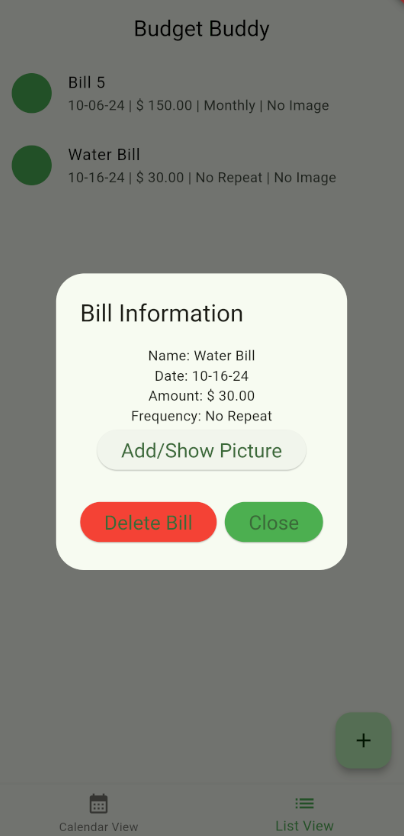 Budget Buddy
Bill 5
10-06-24 | $ 150.00 | Monthly | No Image
Water Bill
10-16-24 | $ 30.00 | No Repeat | No Image
Bill Information
Name: Water Bill
Date: 10-16-24
Amount: $ 30.00
Frequency: No Repeat
Add/Show Picture
Delete Bill Close
+
Calendar View List View